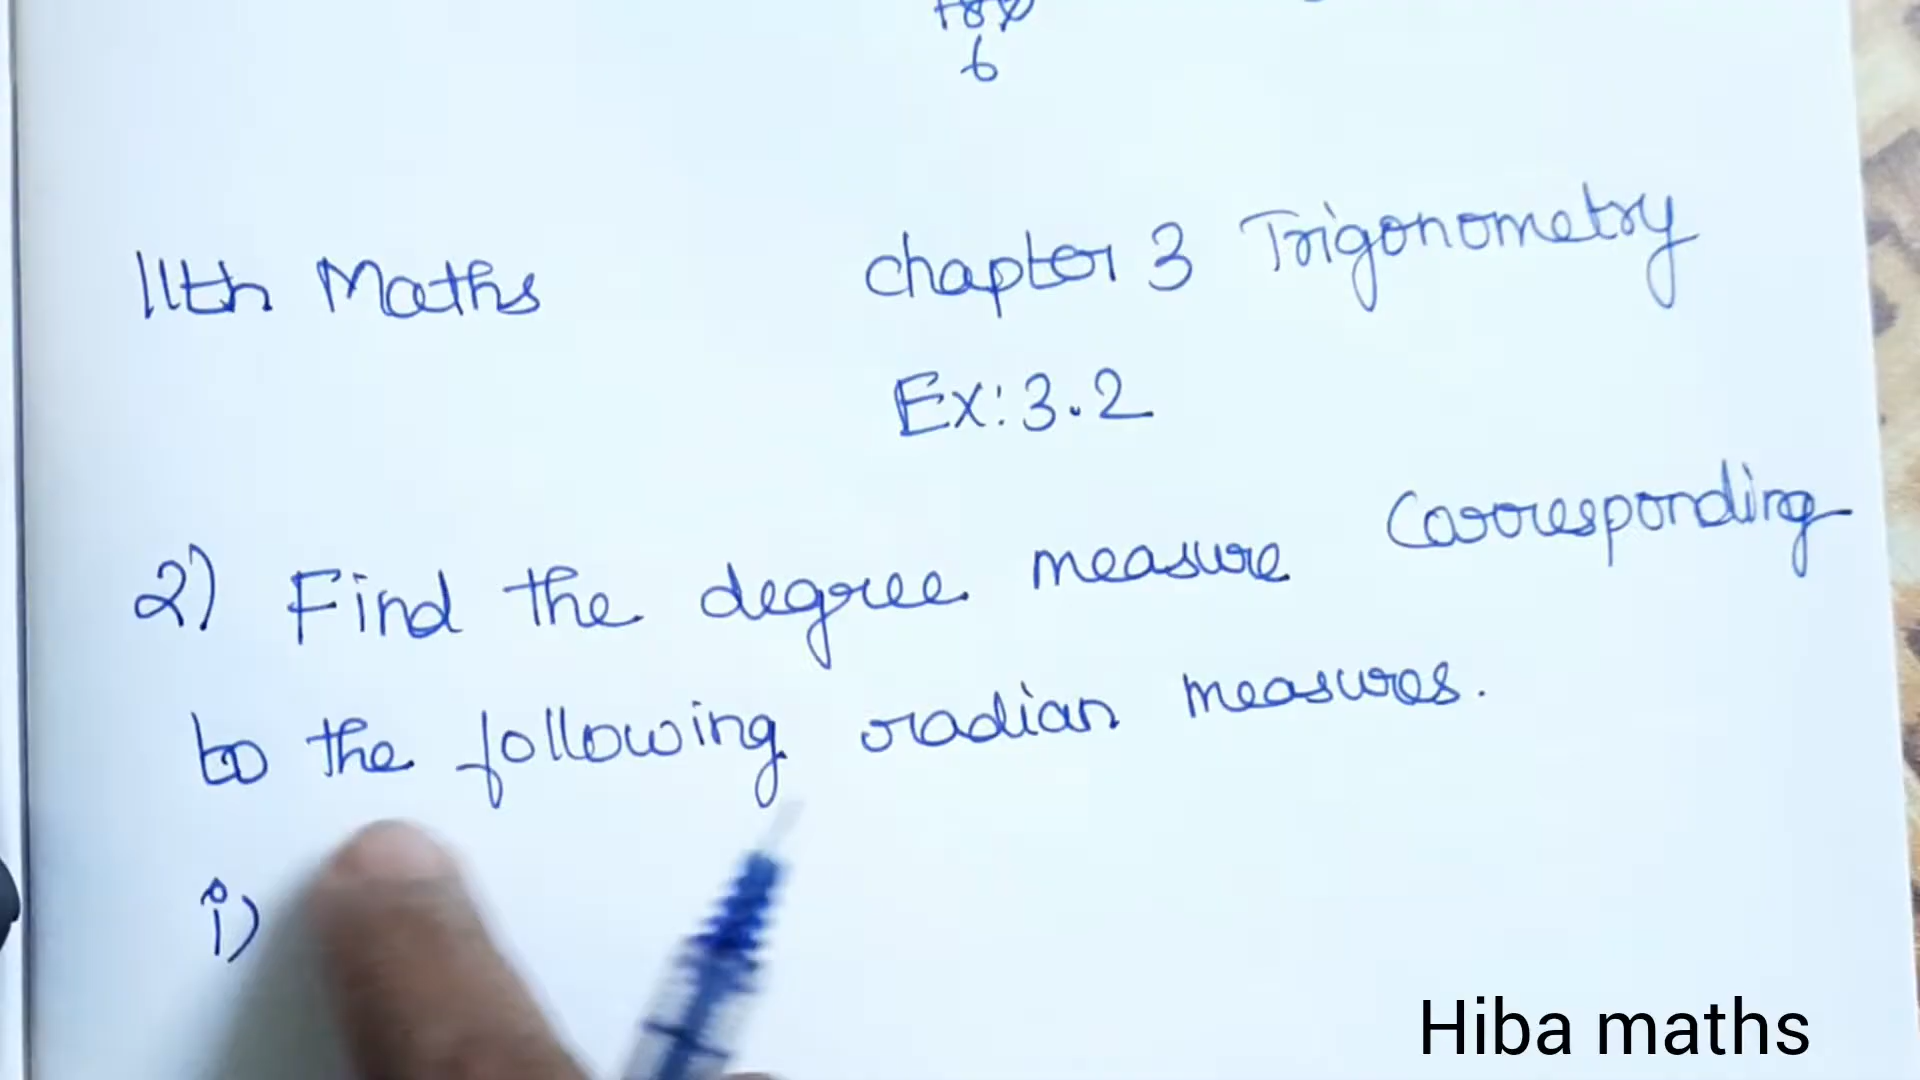 180
6
11th Maths chapter 3 Trigonometry
Ex: 3.2
2) Find the degree measure Corresponding
to the following radian measures.
i)
Hiba maths